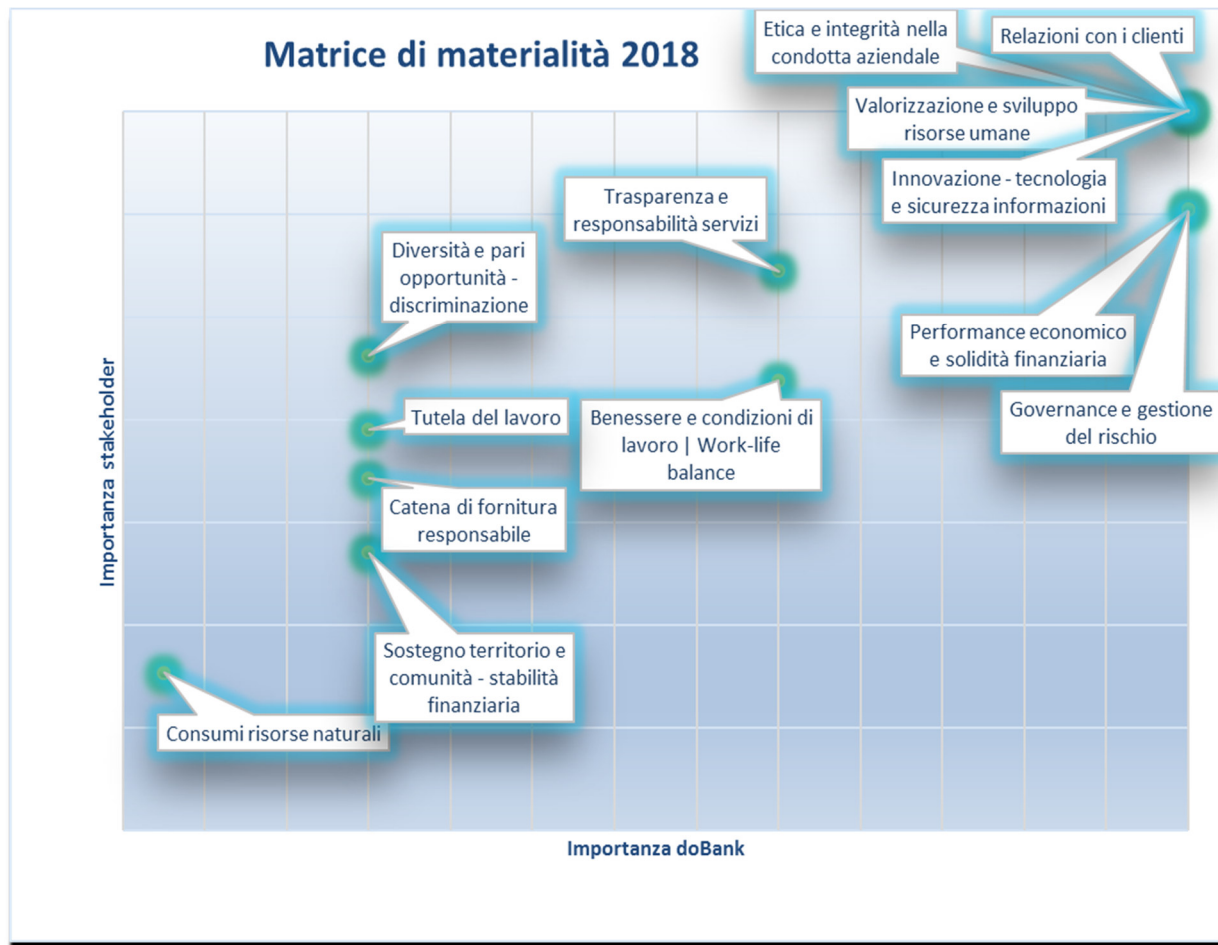 Matrice di materialità 2018
Etica e integrità nella
condotta aziendale
Relazioni con i clienti
Valorizzazione e sviluppo
risorse umane
Innovazione - tecnologia
e sicurezza informazioni
Trasparenza e
responsabilità servizi
Diversità e pari
opportunità -
discriminazione
Performance economico
e solidità finanziaria
Governance e gestione
del rischio
Tutela del lavoro
Benessere e condizioni di
lavoro | Work-life
balance
Catena di fornitura
responsabile
Sostegno territorio e
comunità - stabilità
finanziaria
Consumi risorse naturali
Importanza stakeholder
Importanza doBank